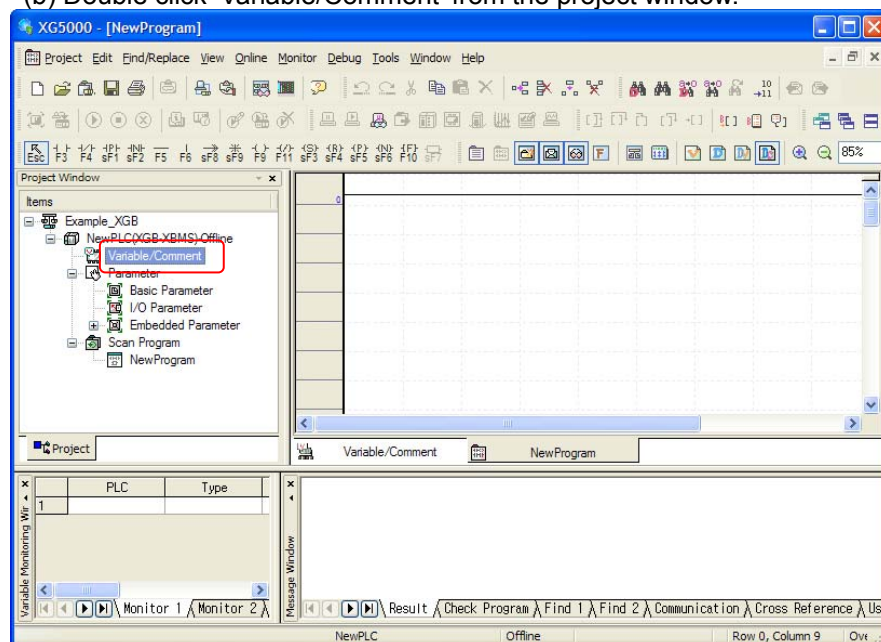 (b) Double click 'Variable/Comment' from the project window.
XG5000 - [NewProgram]
Project Edit Find/Replace View Online Monitor Debug Tools Window Help
Esc F3 F4 sF1 sF2 F5 F6 sF8 sF9 F9 F11 sF3 sF4 sF5 sF6 F10 sF7 85%
Project Window
Items
Example_XGB
NewPLC(XGB-XBMS)-Offline
Variable/Comment
Parameter
Basic Parameter
I/O Parameter
Embedded Parameter
Scan Program
NewProgram
0
Project
Variable/Comment NewProgram
PLC Type
1
Variable Monitoring Wir
Monitor 1 Monitor 2
Message Window
Result Check Program Find 1 Find 2 Communication Cross Reference Us
NewPLC Offline Row 0, Column 9 Ove